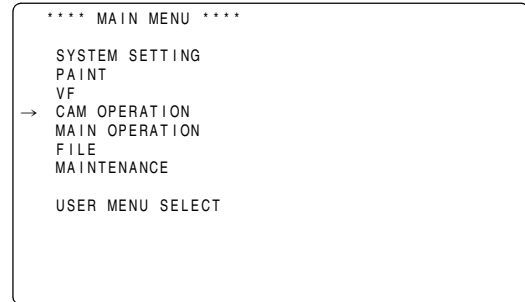 **** MAIN MENU ****
SYSTEM SETTING
PAINT
VF
→ CAM OPERATION
MAIN OPERATION
FILE
MAINTENANCE
USER MENU SELECT